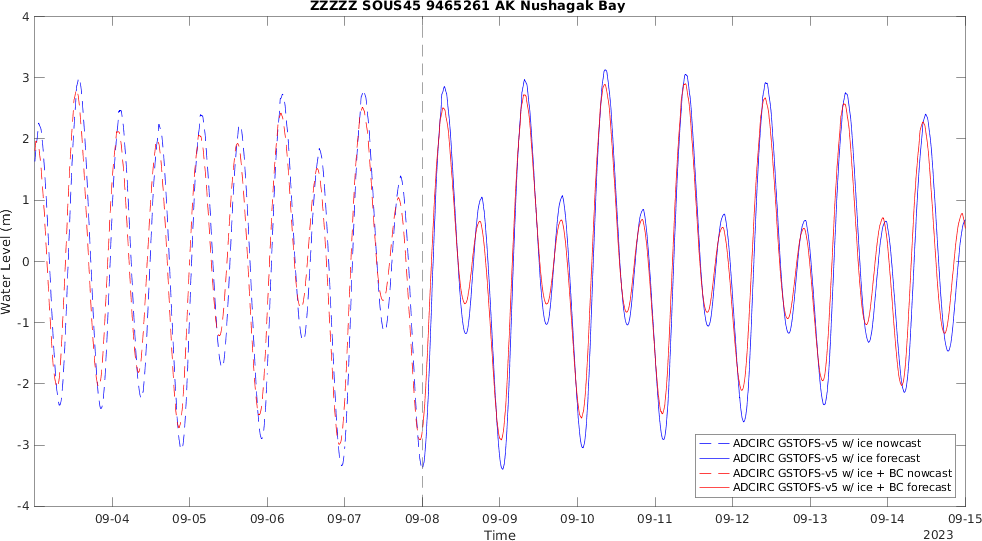 ZZZZZ SOUS45 9465261 AK Nushagak Bay
4
3
2
1
0
-1
-2
-3
-4
Water Level (m)
09-04 09-05 09-06 09-07 09-08 09-09 09-10 09-11 09-12 09-13 09-14 09-15
Time
2023
ADCIRC GSTOFS-v5 w/ ice nowcast
ADCIRC GSTOFS-v5 w/ ice forecast
ADCIRC GSTOFS-v5 w/ ice + BC nowcast
ADCIRC GSTOFS-v5 w/ ice + BC forecast